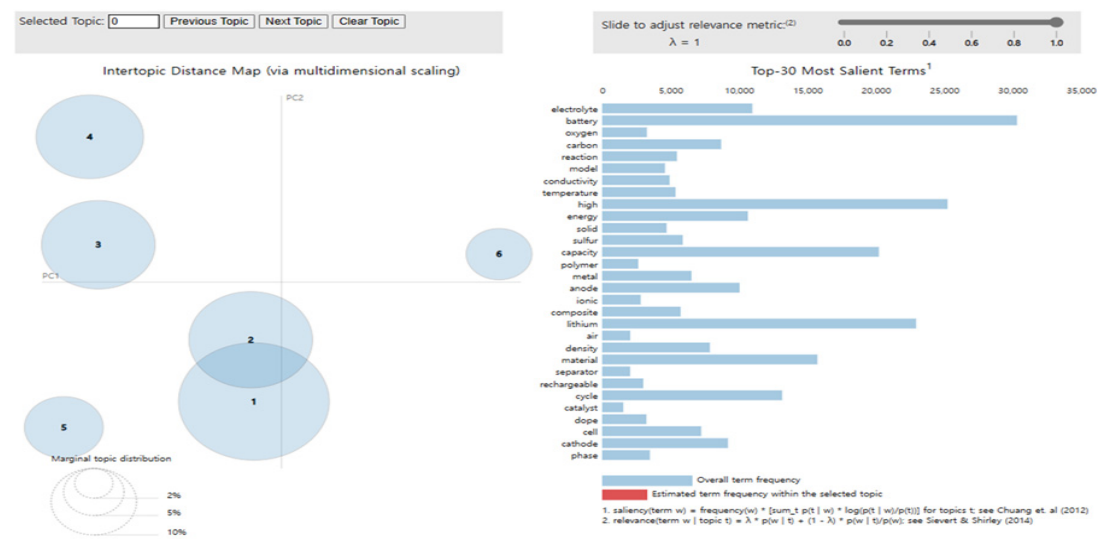 Selected Topic: 0 Previous Topic Next Topic Clear Topic
Slide to adjust relevance metric:(2)
λ = 1
0.0 0.2 0.4 0.6 0.8 1.0
Intertopic Distance Map (via multidimensional scaling)
PC2
PC1
4
3
6
2
1
5
Marginal topic distribution
2%
5%
10%
Top-30 Most Salient Terms1
0 5,000 10,000 15,000 20,000 25,000 30,000 35,000
electrolyte
battery
oxygen
carbon
reaction
model
conductivity
temperature
high
energy
solid
sulfur
capacity
polymer
metal
anode
ionic
composite
lithium
air
density
material
separator
rechargeable
cycle
catalyst
dope
cell
cathode
phase
Overall term frequency
Estimated term frequency within the selected topic
1. saliency(term w) = frequency(w) * [sum_t p(t | w) * log(p(t | w)/p(t))] for topics t; see Chuang et. al (2012)
2. relevance(term w | topic t) = λ * p(w | t) + (1 - λ) * p(w | t)/p(w); see Sievert & Shirley (2014)